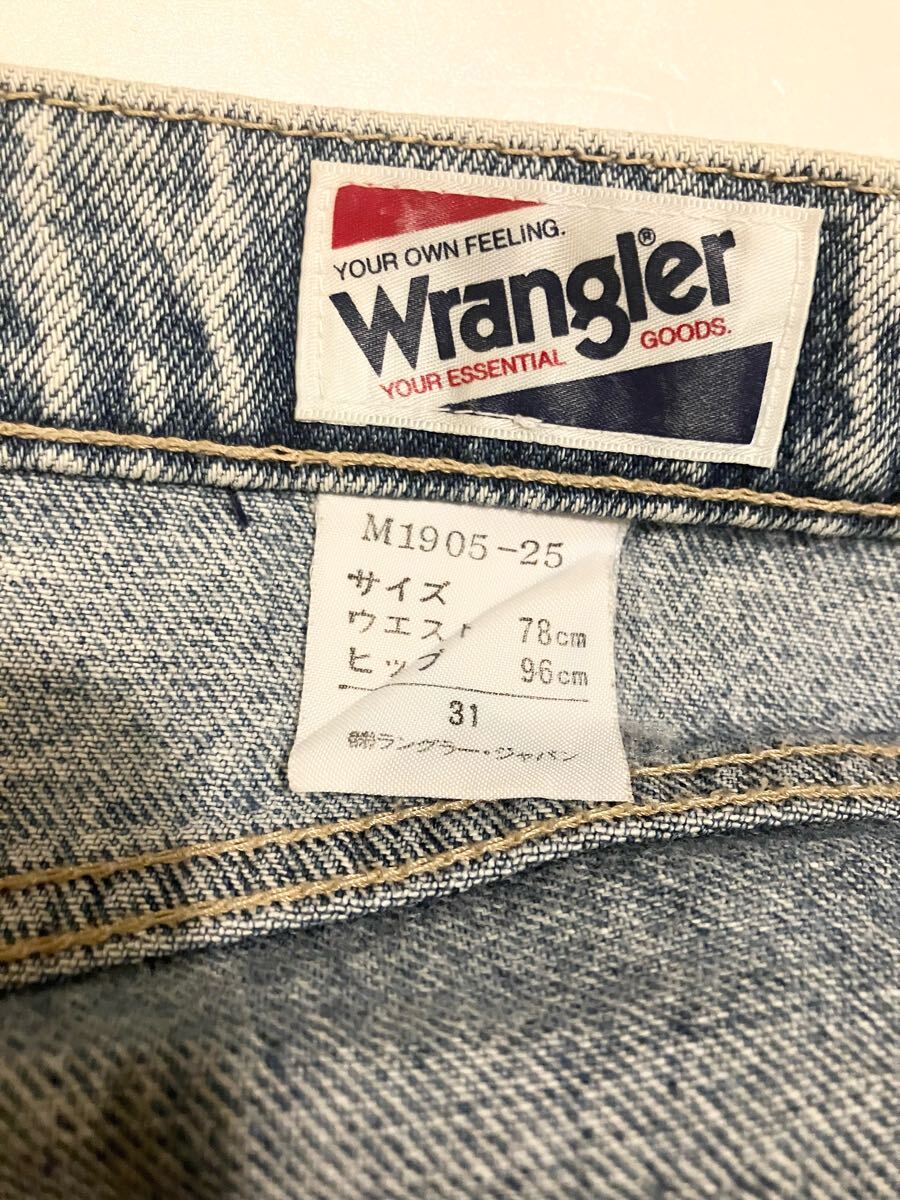 YOUR OWN FEELING.
Wrangler®
YOUR ESSENTIAL GOODS.
M1905-25
サイズ
ウエスト 78cm
ヒップ 96cm
31
㈱ラングラー・ジャパン